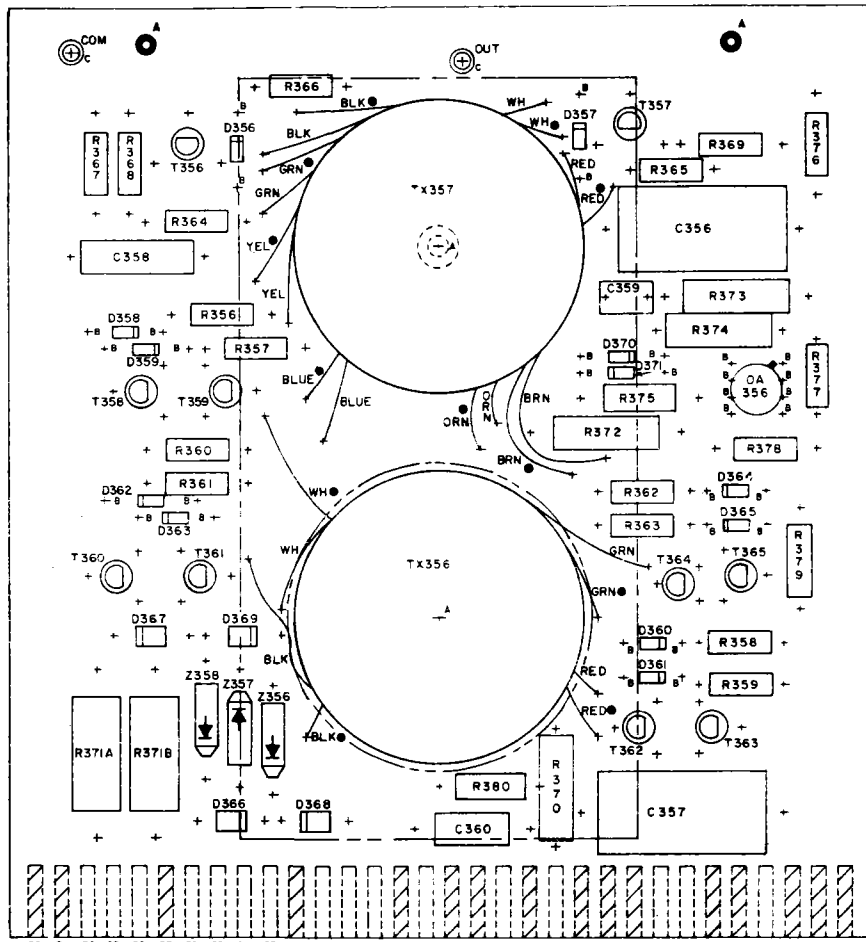 A
A
COM
C
OUT
C
R366
BLK
WH
WH
D357
B
T357
B
D356
BLK
R367
R368
T356
B
GRN
RED
R369
R376
R365
GRN
TX357
B
RED
R364
C356
YEL
A
C358
YEL
C359
R373
R356
D358
B
B
R374
R357
D359
B
B
D370
B
D371
B
BLUE
OA
356
B
B
B
B
B
B
B
B
R377
T358
T359
BLUE
ORN
ORN
BRN
R375
R372
R360
BRN
R378
R361
WH
R362
D364
B
B
D362
B
B
D363
B
B
R363
D365
B
B
R379
WH
GRN
T360
T361
TX356
T364
T365
GRN
A
D367
D369
D360
B
B
R358
BLK
RED
D361
B
B
R359
Z358
Z357
Z356
RED
R371A
R371B
BLK
T362
T363
R370
R380
D366
D368
C360
C357